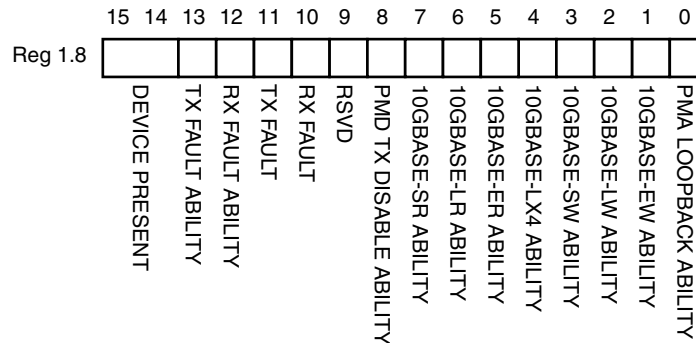 15 14 13 12 11 10 9 8 7 6 5 4 3 2 1 0
Reg 1.8
DEVICE PRESENT
TX FAULT ABILITY
RX FAULT ABILITY
TX FAULT
RX FAULT
RSVD
PMD TX DISABLE ABILITY
10GBASE-SR ABILITY
10GBASE-LR ABILITY
10GBASE-ER ABILITY
10GBASE-LX4 ABILITY
10GBASE-SW ABILITY
10GBASE-LW ABILITY
10GBASE-EW ABILITY
PMA LOOPBACK ABILITY